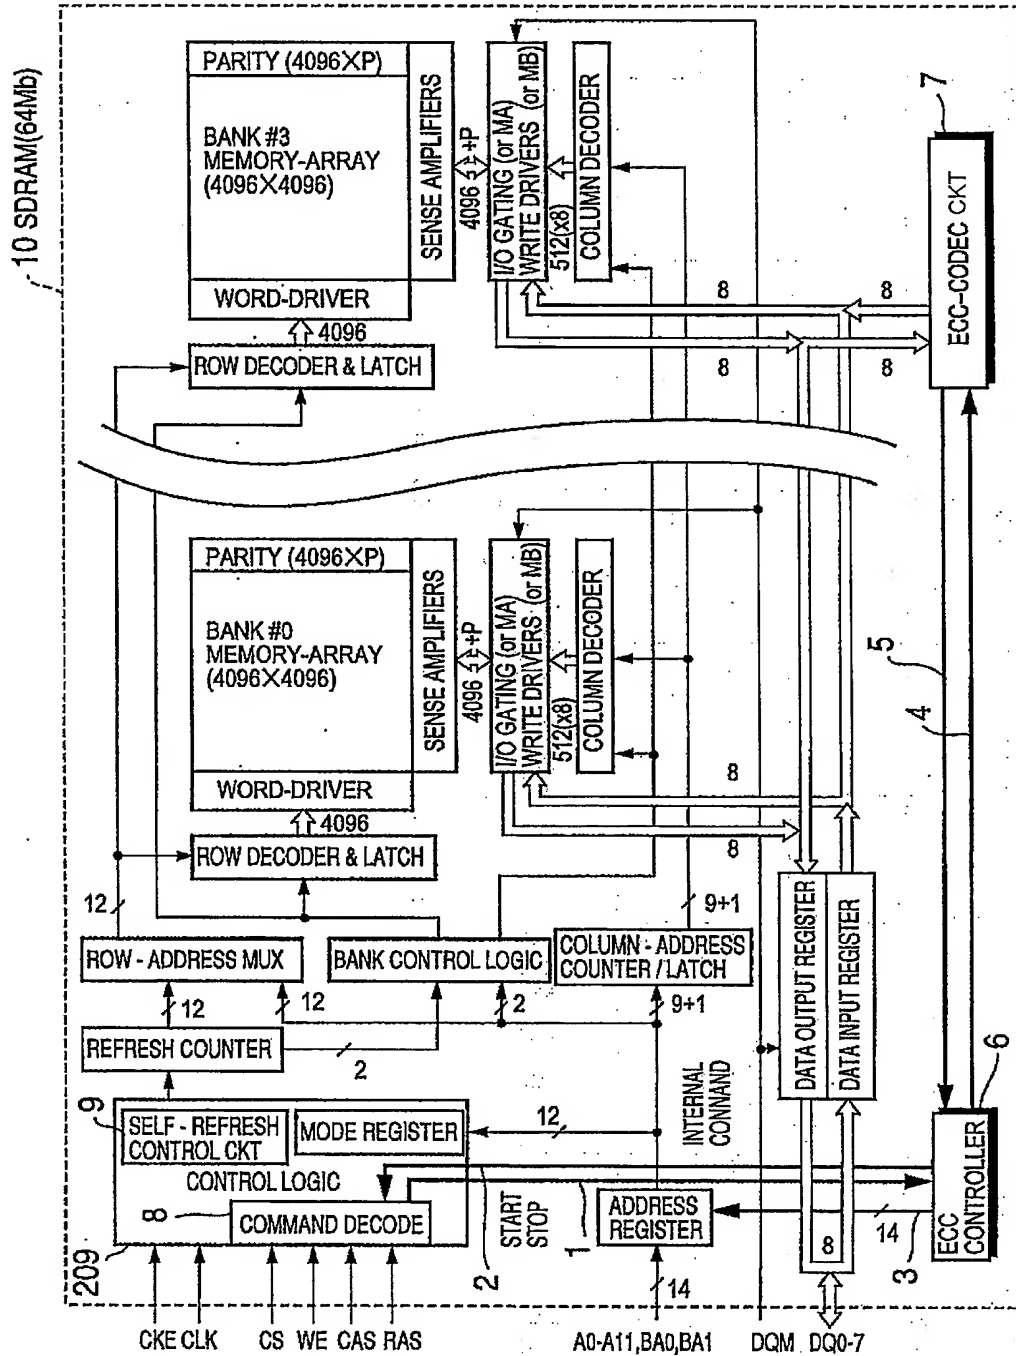 10 SDRAM(64Mb)
PARITY (4096XP)
BANK #3
MEMORY-ARRAY
(4096X4096)
SENSE AMPLIFIERS
WORD-DRIVER
4096
ROW DECODER & LATCH
4096 +P
I/O GATING (or MA)
WRITE DRIVERS (or MB)
512(x8)
COLUMN DECODER
8
8
8
8
7
ECC-CODEC CKT
PARITY (4096XP)
BANK #0
MEMORY-ARRAY
(4096X4096)
SENSE AMPLIFIERS
WORD-DRIVER
4096
ROW DECODER & LATCH
4096 +P
I/O GATING (or MA)
WRITE DRIVERS (or MB)
512(x8)
COLUMN DECODER
8
8
5
4
12
9+1
ROW - ADDRESS MUX
BANK CONTROL LOGIC
COLUMN - ADDRESS
COUNTER / LATCH
12
12
2
9+1
REFRESH COUNTER
2
DATA OUTPUT REGISTER
DATA INPUT REGISTER
9
SELF - REFRESH
CONTROL CKT
MODE REGISTER
12
INTERNAL
CONNAND
CONTROL LOGIC
8
COMMAND DECODE
209
START
STOP
2
1
ADDRESS
REGISTER
14
3
14
8
6
ECC
CONTROLLER
CKE
CLK
CS
WE
CAS
RAS
A0-A11,BA0,BA1
DQM
DQ0-7